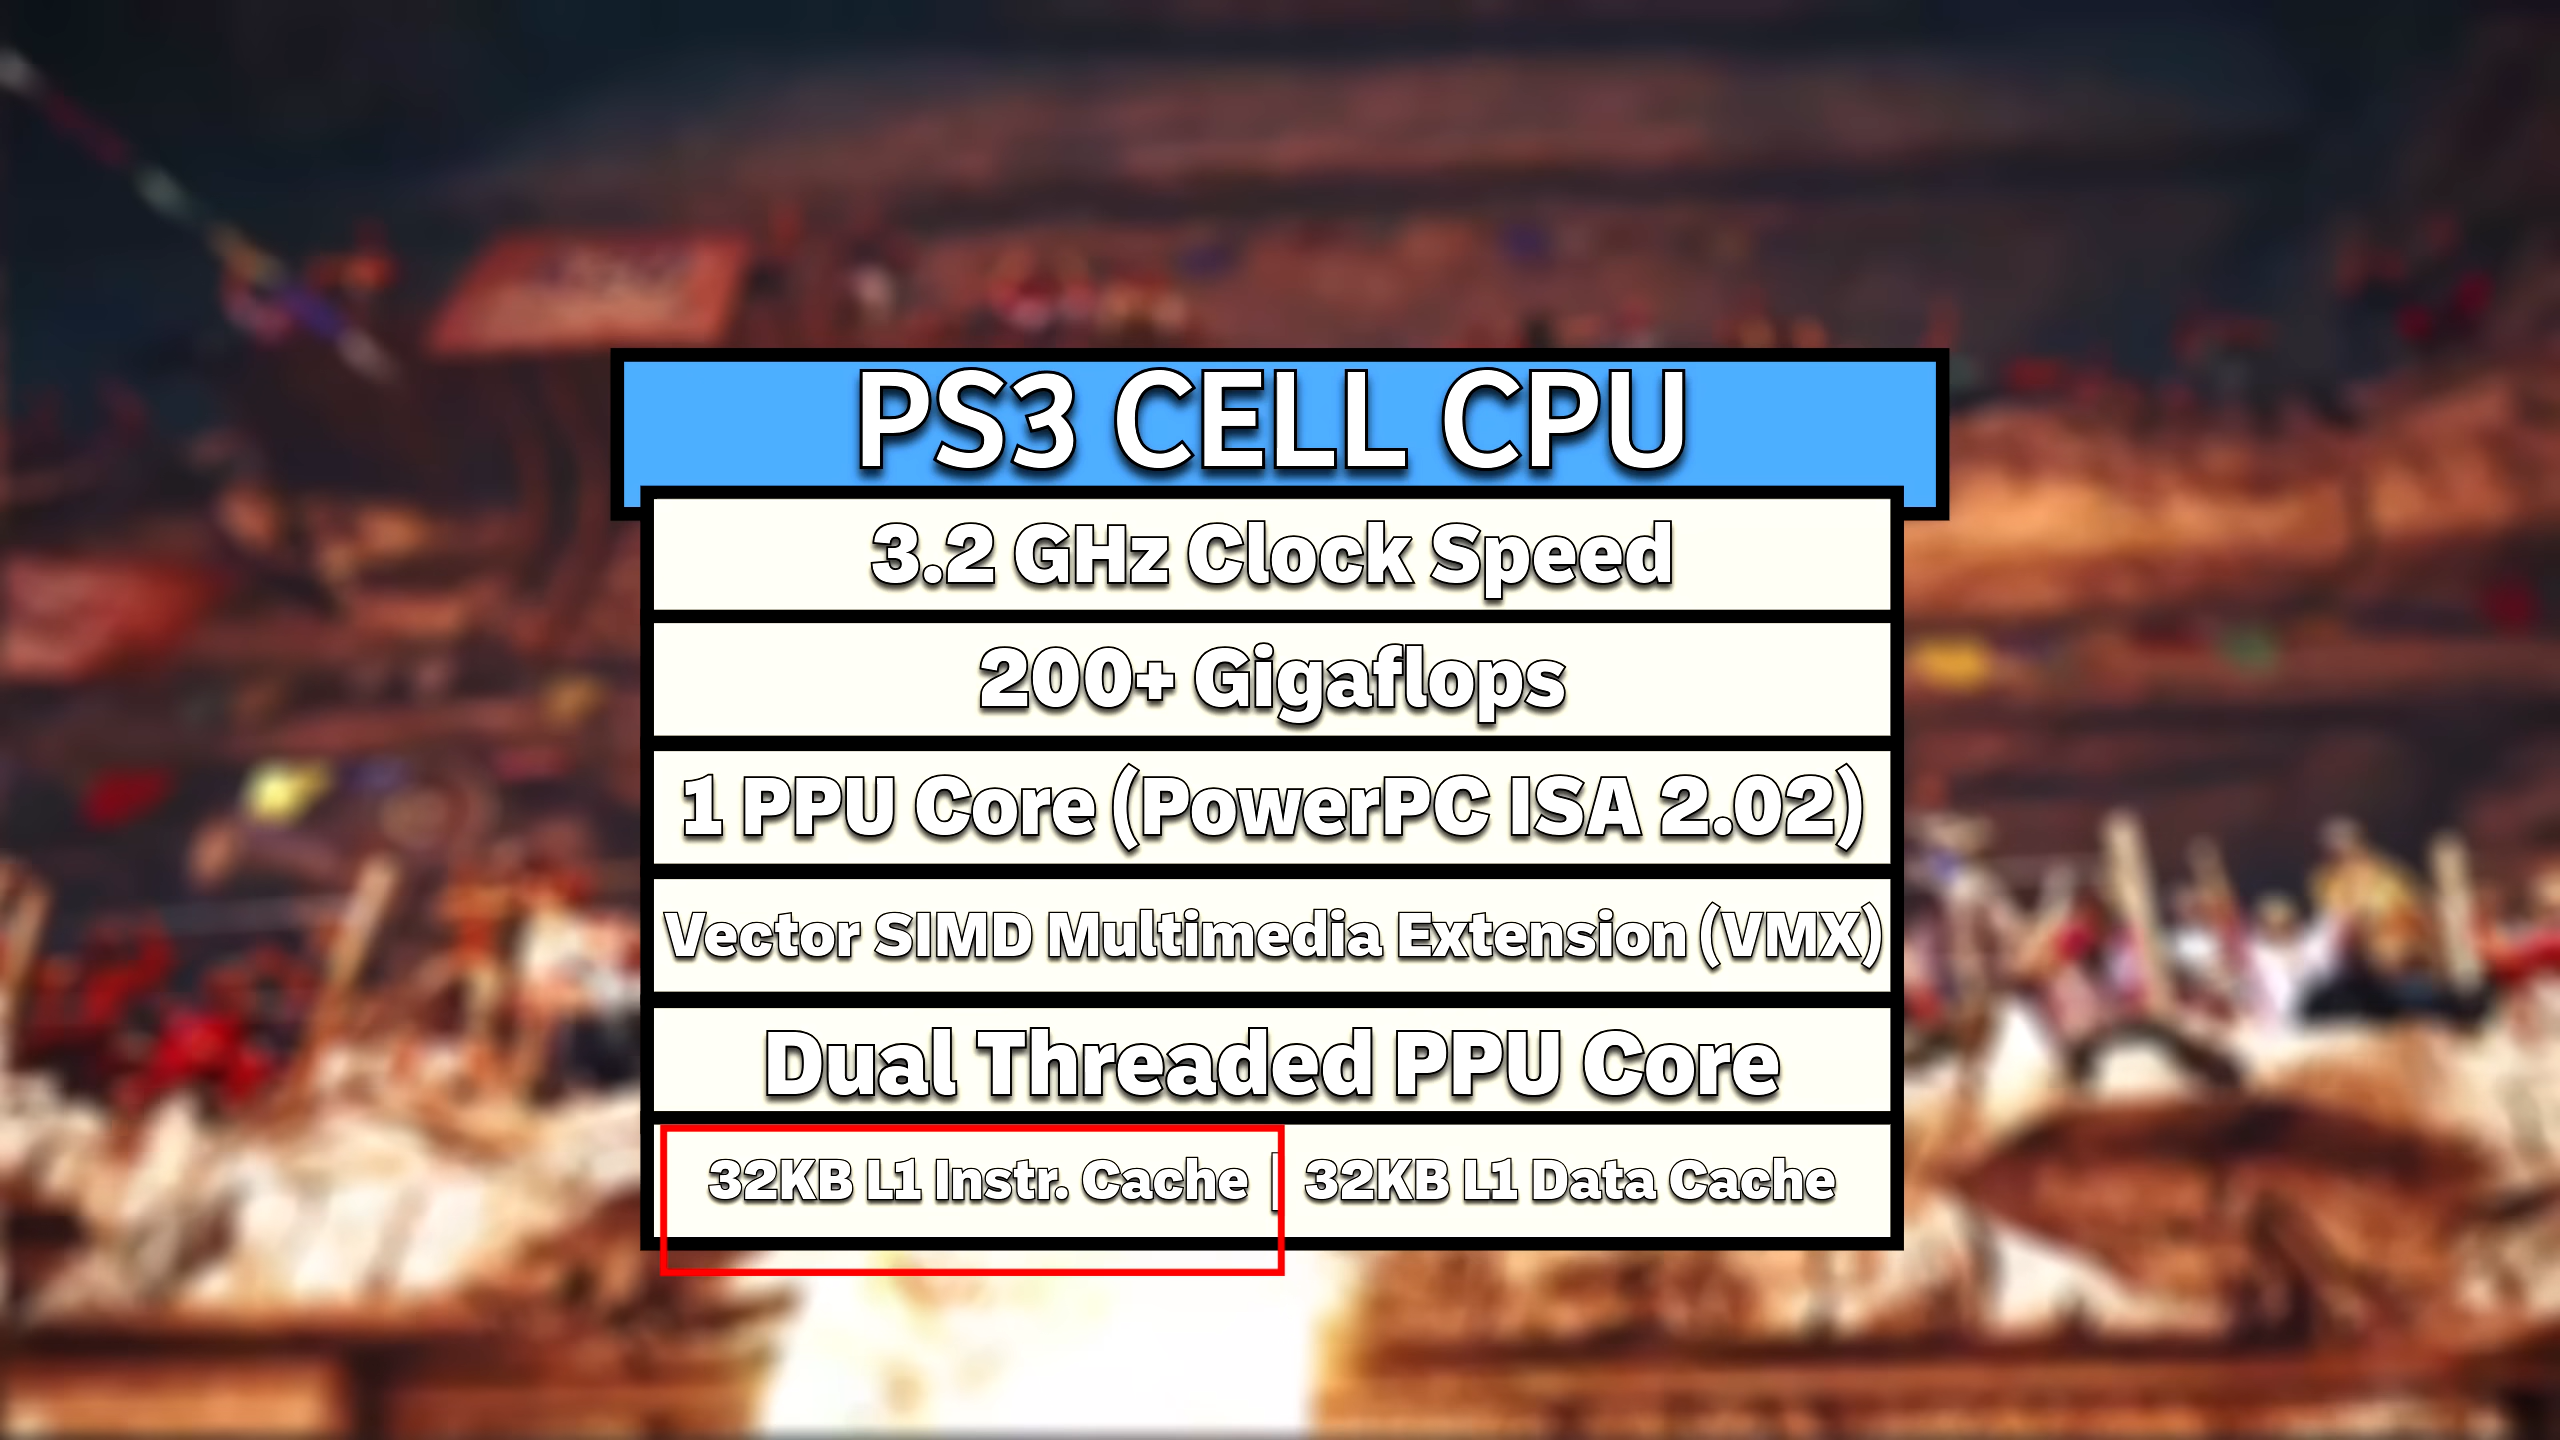 PS3 CELL CPU
3.2 GHz Clock Speed
200+ Gigaflops
1 PPU Core (PowerPC ISA 2.02)
Vector SIMD Multimedia Extension (VMX)
Dual Threaded PPU Core
32KB L1 Instr. Cache | 32KB L1 Data Cache